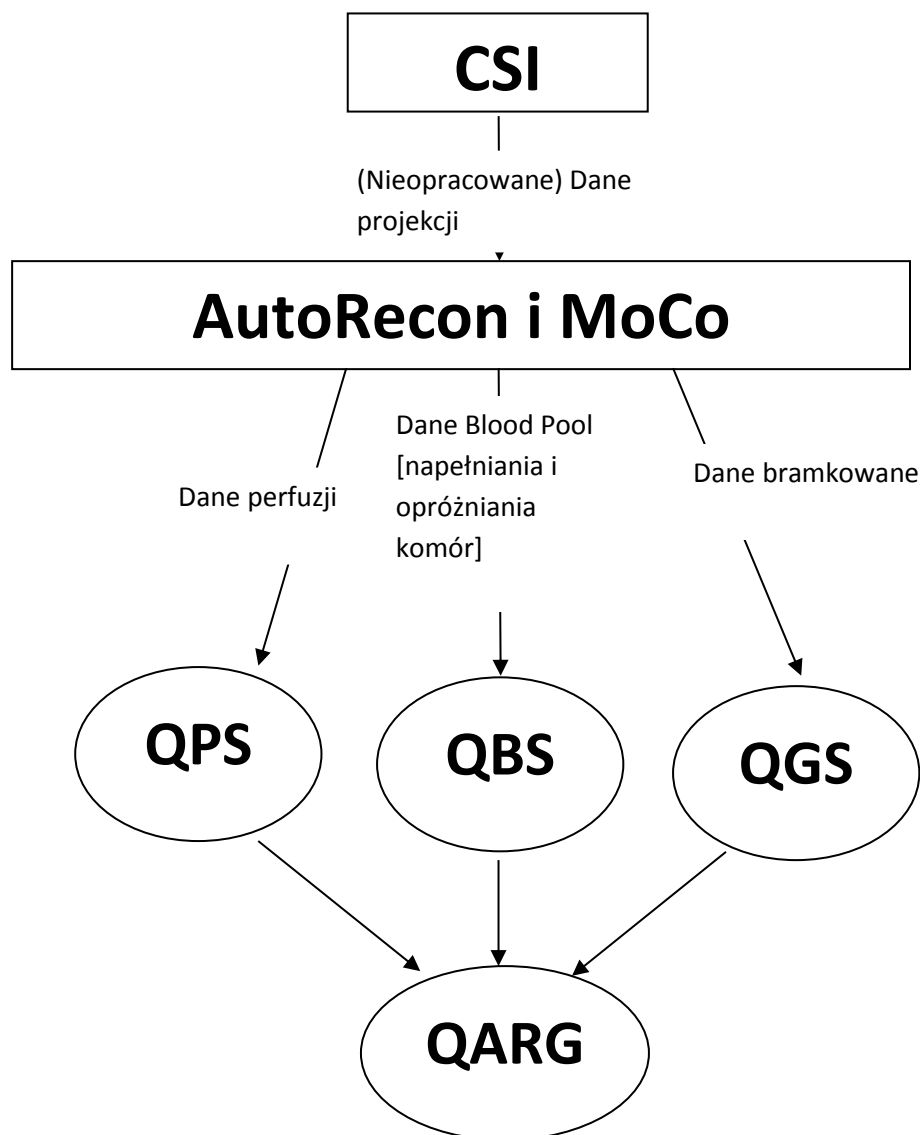 CSI
(Nieopracowane) Dane
projekcji
AutoRecon i MoCo
Dane perfuzji
Dane Blood Pool
[napełniania i
opróżniania
komór]
Dane bramkowane
QPS
QBS
QGS
QARG